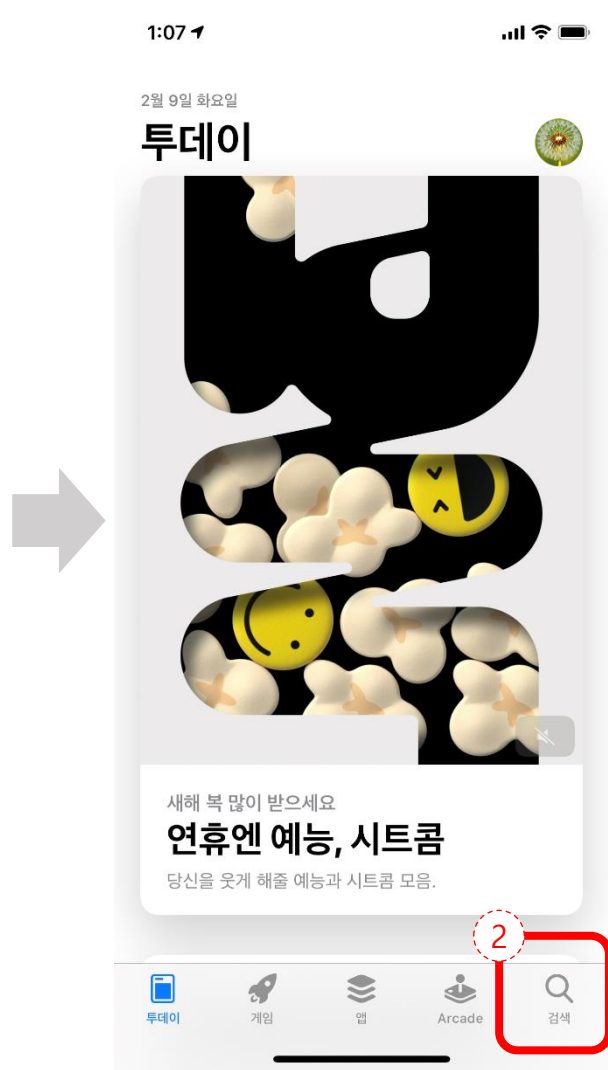 1:07
2월 9일 화요일
투데이
새해 복 많이 받으세요
연휴엔 예능, 시트콤
당신을 웃게 해줄 예능과 시트콤 모음.
2
투데이
게임
앱
Arcade
검색